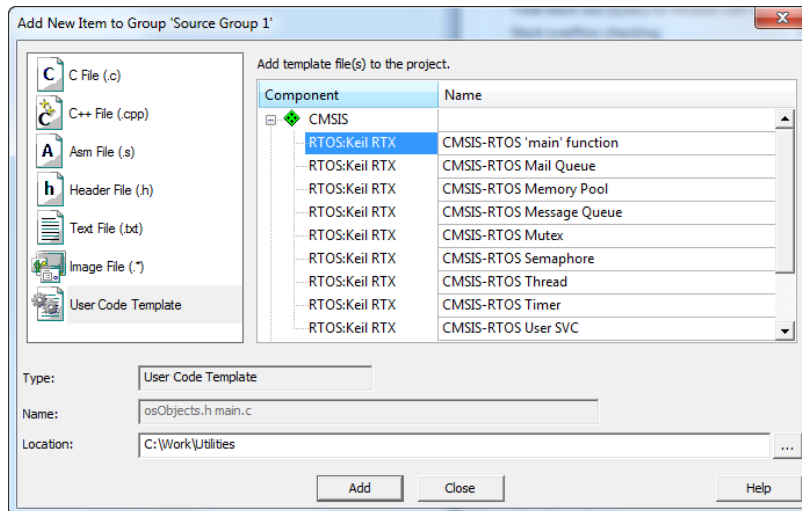 Add New Item to Group 'Source Group 1'
Stack overflow checking
C File (.c)
C++ File (.cpp)
Asm File (.s)
Header File (.h)
Text File (.txt)
Image File (.*)
User Code Template
Add template file(s) to the project.
Component Name
CMSIS
RTOS:Keil RTX CMSIS-RTOS 'main' function
RTOS:Keil RTX CMSIS-RTOS Mail Queue
RTOS:Keil RTX CMSIS-RTOS Memory Pool
RTOS:Keil RTX CMSIS-RTOS Message Queue
RTOS:Keil RTX CMSIS-RTOS Mutex
RTOS:Keil RTX CMSIS-RTOS Semaphore
RTOS:Keil RTX CMSIS-RTOS Thread
RTOS:Keil RTX CMSIS-RTOS Timer
RTOS:Keil RTX CMSIS-RTOS User SVC
Type: User Code Template
Name: osObjects.h main.c
Location: C:\Work\Utilities ...
Add Close Help